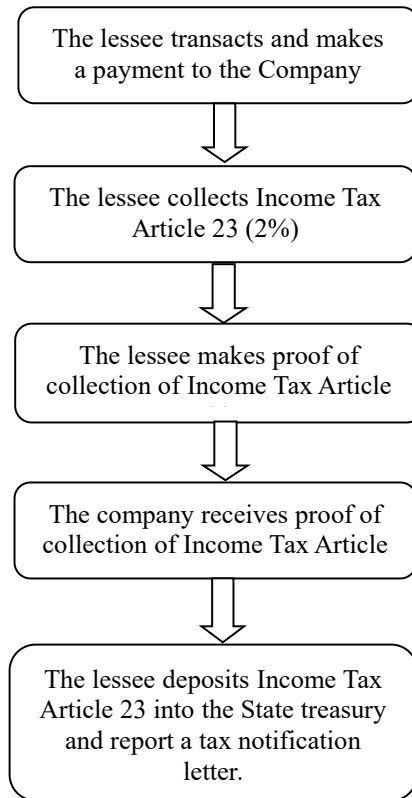 The lessee transacts and makes
a payment to the Company
The lessee collects Income Tax
Article 23 (2%)
The lessee makes proof of
collection of Income Tax Article
The company receives proof of
collection of Income Tax Article
The lessee deposits Income Tax
Article 23 into the State treasury
and report a tax notification
letter.